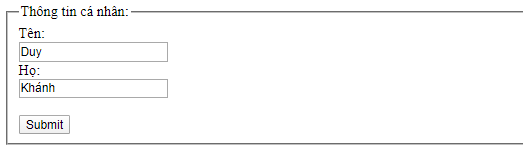 Thông tin cá nhân:
Tên:
Duy
Họ:
Khánh
Submit